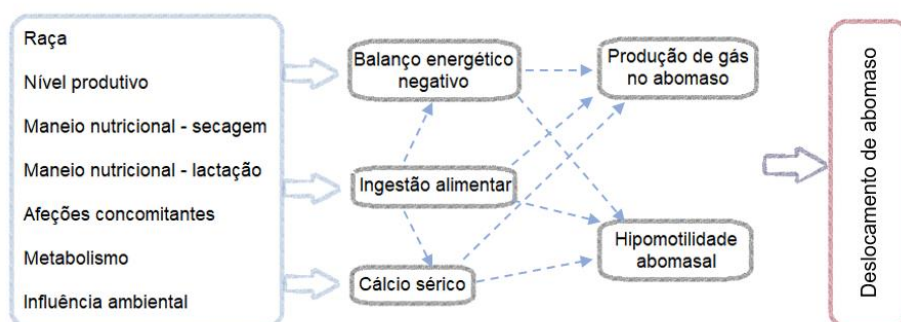 Raça
Nível produtivo
Maneio nutricional - secagem
Maneio nutricional - lactação
Afeções concomitantes
Metabolismo
Influência ambiental
Balanço energético
negativo
Ingestão alimentar
Cálcio sérico
Produção de gás
no abomaso
Hipomotilidade
abomasal
Deslocamento de abomaso